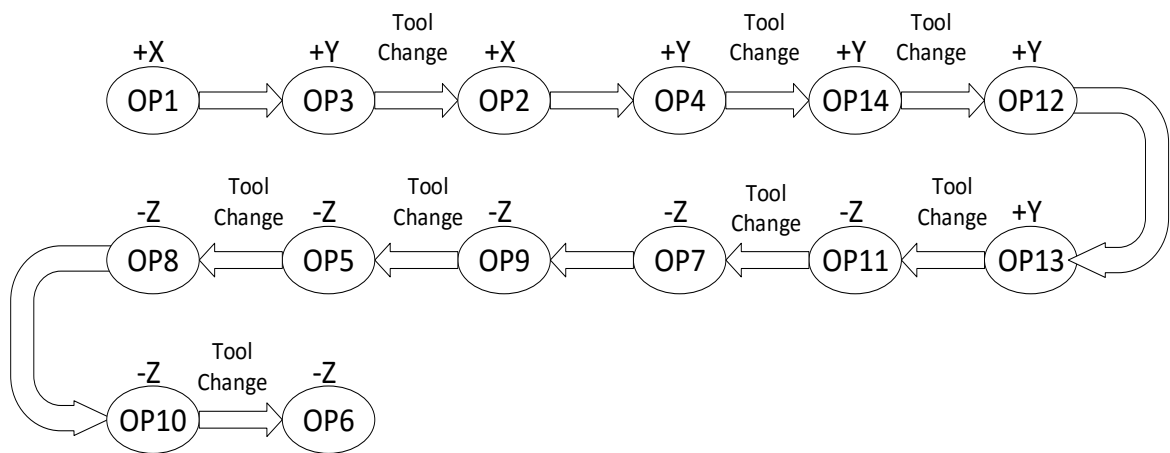 Tool Tool Tool
+X +Y Change +X +Y Change +Y Change +Y
OP1 OP3 OP2 OP4 OP14 OP12
Tool Tool Tool Tool
-Z Change -Z Change -Z -Z Change -Z Change +Y
OP8 OP5 OP9 OP7 OP11 OP13
Tool
-Z Change -Z
OP10 OP6